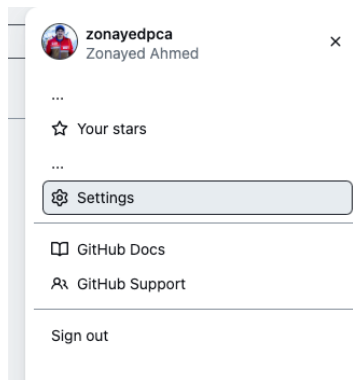 zonayedpca
Zonayed Ahmed
...
Your stars
...
Settings
GitHub Docs
GitHub Support
Sign out